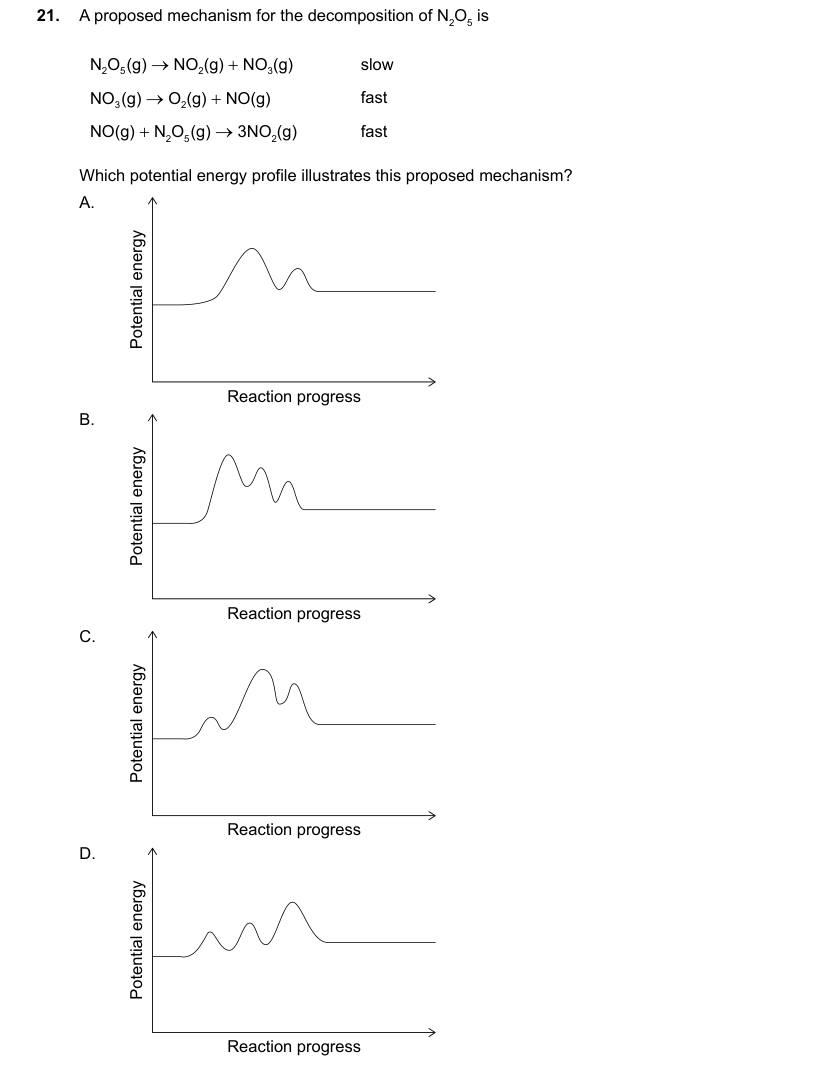 21. A proposed mechanism for the decomposition of N₂O₅ is
N₂O₅(g) → NO₂(g) + NO₃(g) slow
NO₃(g) → O₂(g) + NO(g) fast
NO(g) + N₂O₅(g) → 3NO₂(g) fast
Which potential energy profile illustrates this proposed mechanism?
A.
Potential energy
Reaction progress
B.
Potential energy
Reaction progress
C.
Potential energy
Reaction progress
D.
Potential energy
Reaction progress